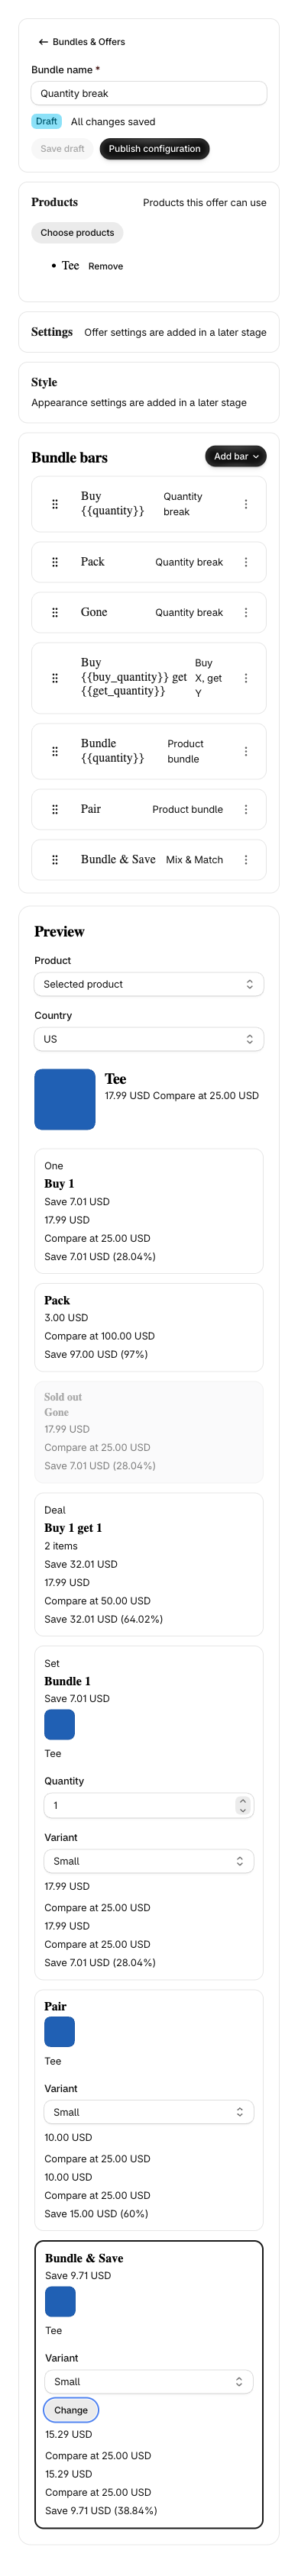 ← Bundles & Offers
Bundle name *
Quantity break
Draft All changes saved
Save draft Publish configuration
Products Products this offer can use
Choose products
• Tee Remove
Settings Offer settings are added in a later stage
Style
Appearance settings are added in a later stage
Bundle bars Add bar
Buy
{{quantity}}
Quantity
break
Pack Quantity break
Gone Quantity break
Buy
{{buy_quantity}} get
{{get_quantity}}
Buy
X, get
Y
Bundle
{{quantity}}
Product
bundle
Pair Product bundle
Bundle & Save Mix & Match
Preview
Product
Selected product
Country
US
Tee
17.99 USD Compare at 25.00 USD
One
Buy 1
Save 7.01 USD
17.99 USD
Compare at 25.00 USD
Save 7.01 USD (28.04%)
Pack
3.00 USD
Compare at 100.00 USD
Save 97.00 USD (97%)
Sold out
Gone
17.99 USD
Compare at 25.00 USD
Save 7.01 USD (28.04%)
Deal
Buy 1 get 1
2 items
Save 32.01 USD
17.99 USD
Compare at 50.00 USD
Save 32.01 USD (64.02%)
Set
Bundle 1
Save 7.01 USD
Tee
Quantity
1
Variant
Small
17.99 USD
Compare at 25.00 USD
17.99 USD
Compare at 25.00 USD
Save 7.01 USD (28.04%)
Pair
Tee
Variant
Small
10.00 USD
Compare at 25.00 USD
10.00 USD
Compare at 25.00 USD
Save 15.00 USD (60%)
Bundle & Save
Save 9.71 USD
Tee
Variant
Small
Change
15.29 USD
Compare at 25.00 USD
15.29 USD
Compare at 25.00 USD
Save 9.71 USD (38.84%)